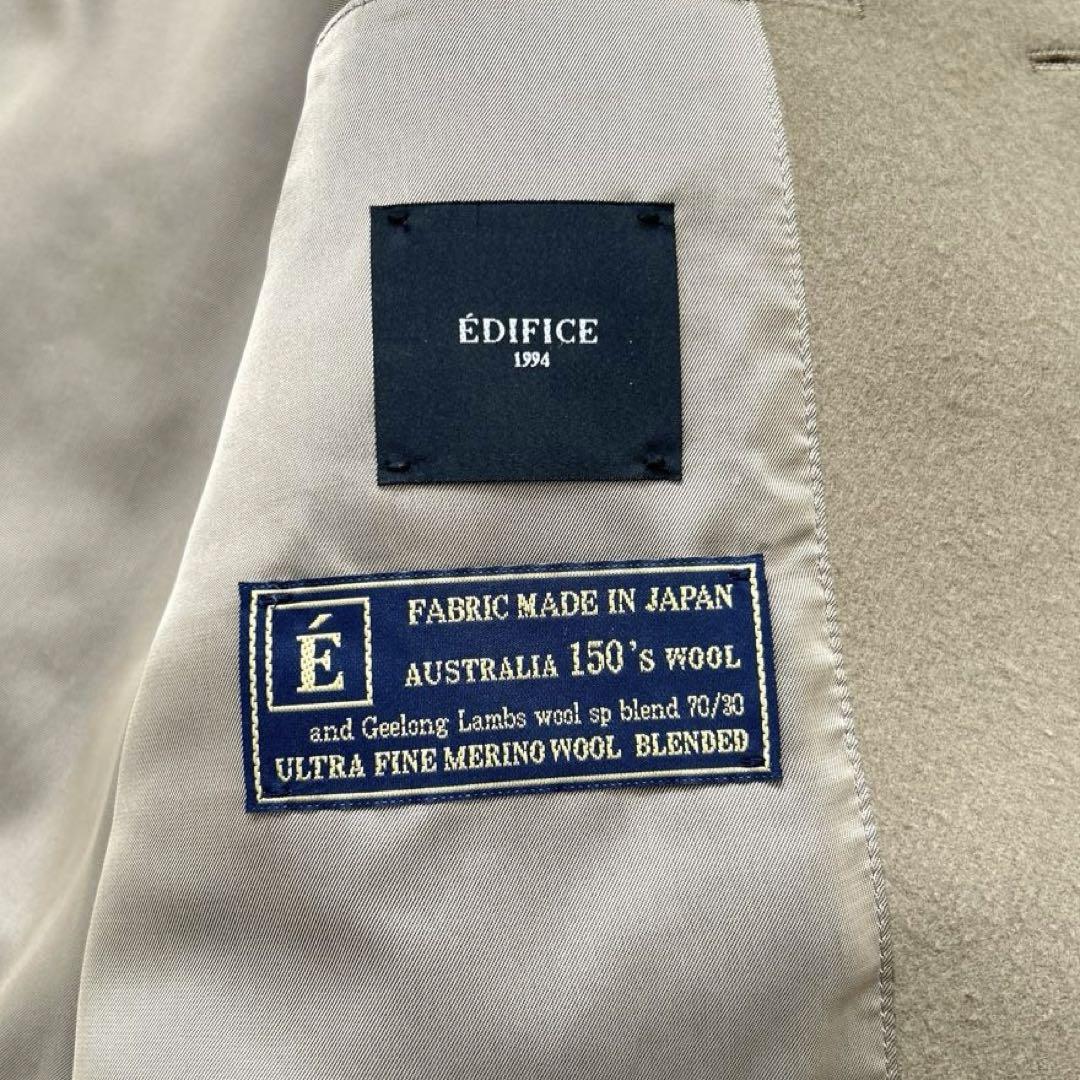 ÉDIFICE
1994
É
FABRIC MADE IN JAPAN
AUSTRALIA 150's WOOL
and Geelong Lambs wool sp blend 70/30
ULTRA FINE MERINO WOOL BLENDED